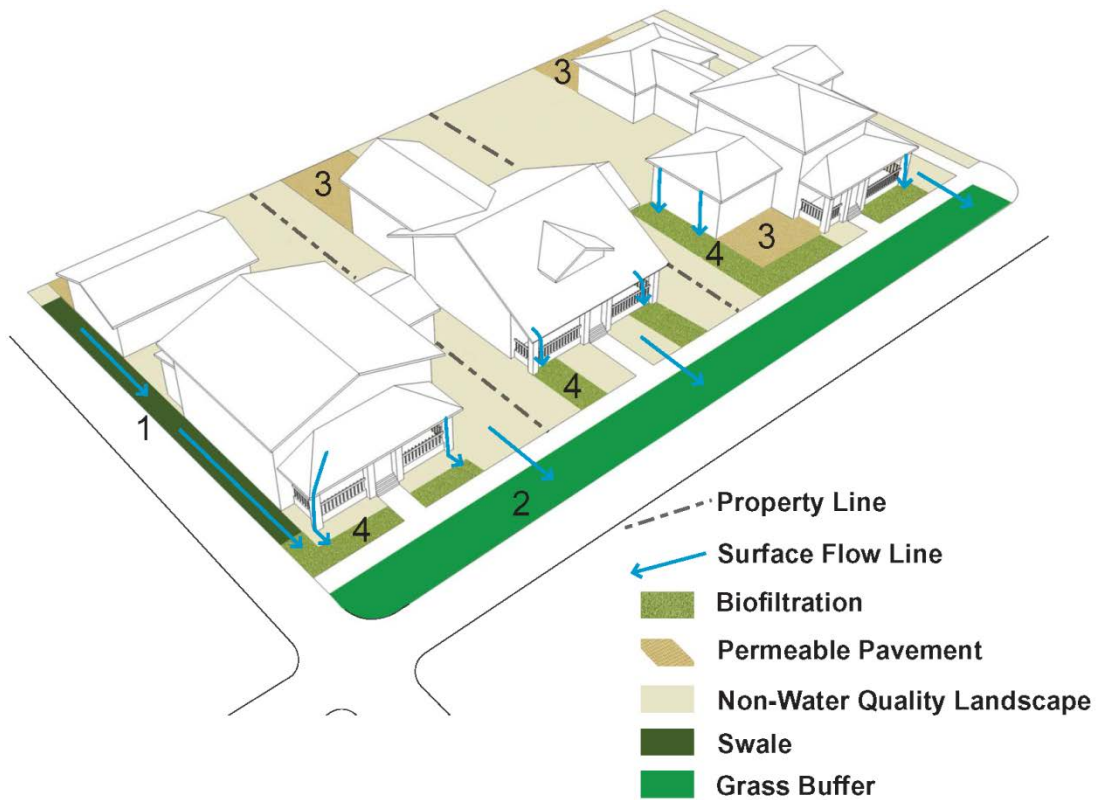 3
3
3
4
4
1
4
2
Property Line
Surface Flow Line
Biofiltration
Permeable Pavement
Non-Water Quality Landscape
Swale
Grass Buffer